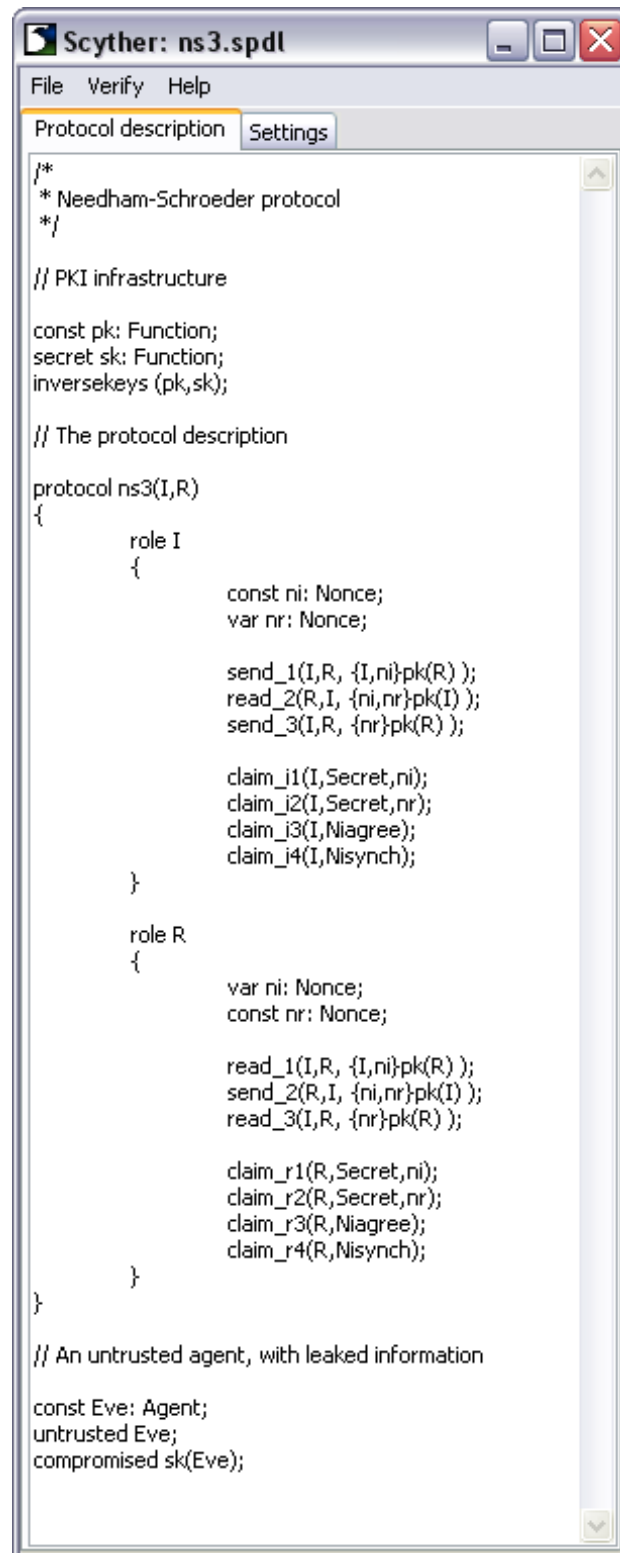 Scyther: ns3.spdl
File Verify Help
Protocol description Settings
/*
* Needham-Schroeder protocol
*/
// PKI infrastructure
const pk: Function;
secret sk: Function;
inversekeys (pk,sk);
// The protocol description
protocol ns3(I,R)
{
role I
{
const ni: Nonce;
var nr: Nonce;
send_1(I,R, {I,ni}pk(R) );
read_2(R,I, {ni,nr}pk(I) );
send_3(I,R, {nr}pk(R) );
claim_i1(I,Secret,ni);
claim_i2(I,Secret,nr);
claim_i3(I,Niagree);
claim_i4(I,Nisynch);
}
role R
{
var ni: Nonce;
const nr: Nonce;
read_1(I,R, {I,ni}pk(R) );
send_2(R,I, {ni,nr}pk(I) );
read_3(I,R, {nr}pk(R) );
claim_r1(R,Secret,ni);
claim_r2(R,Secret,nr);
claim_r3(R,Niagree);
claim_r4(R,Nisynch);
}
}
// An untrusted agent, with leaked information
const Eve: Agent;
untrusted Eve;
compromised sk(Eve);